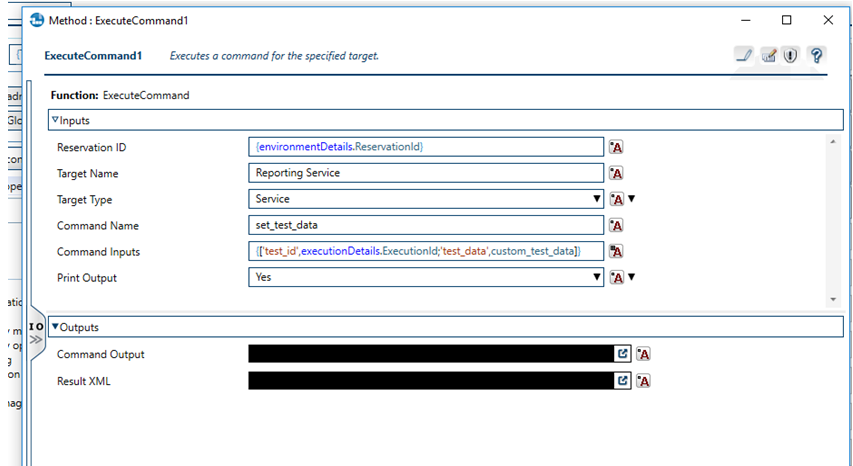 Method : ExecuteCommand1
ExecuteCommand1 Executes a command for the specified target.
Function: ExecuteCommand
Inputs
Reservation ID {environmentDetails.ReservationId}
Target Name Reporting Service
Target Type Service
Command Name set_test_data
Command Inputs {['test_id',executionDetails.ExecutionId;'test_data',custom_test_data]}
Print Output Yes
I O
Outputs
Command Output
Result XML